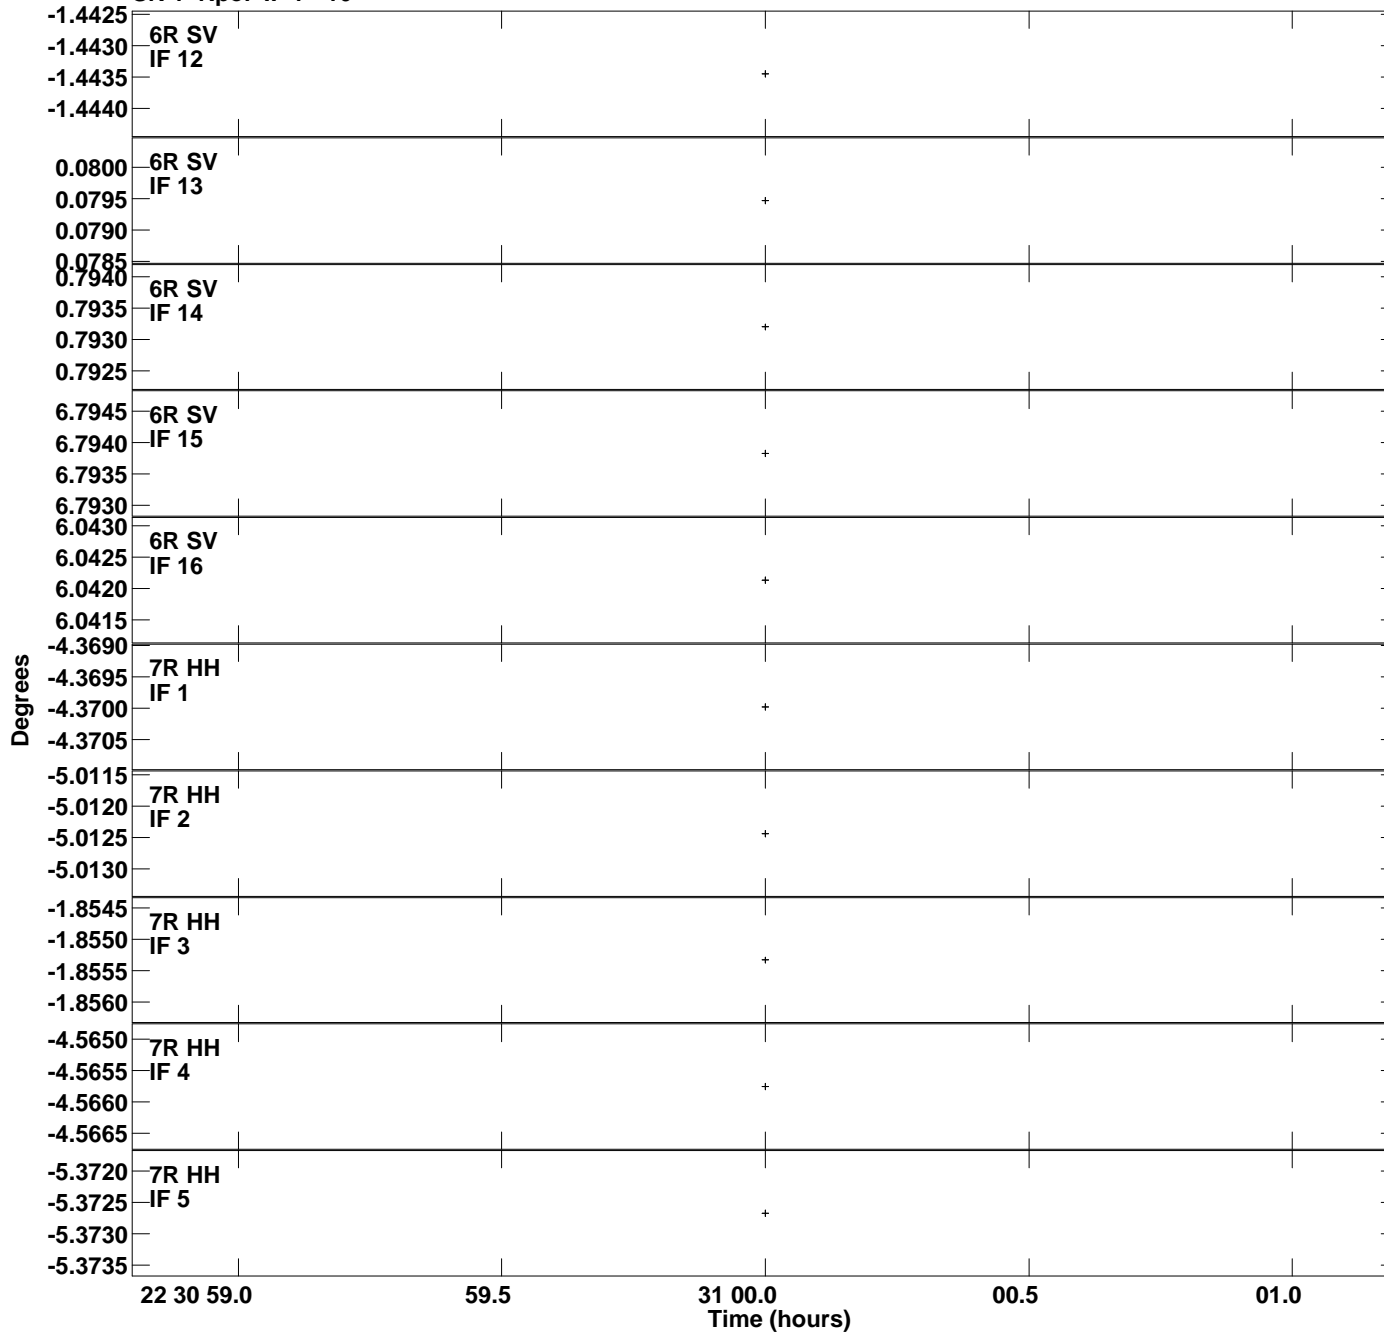 -1.4425
-1.4430
-1.4435
-1.4440
6R SV
IF 12
0.0800
0.0795
0.0790
0.0785
6R SV
IF 13
0.7940
0.7935
0.7930
0.7925
6R SV
IF 14
6.7945
6.7940
6.7935
6.7930
6R SV
IF 15
6.0430
6.0425
6.0420
6.0415
6R SV
IF 16
-4.3690
-4.3695
-4.3700
-4.3705
7R HH
IF 1
-5.0115
-5.0120
-5.0125
-5.0130
7R HH
IF 2
-1.8545
-1.8550
-1.8555
-1.8560
7R HH
IF 3
-4.5650
-4.5655
-4.5660
-4.5665
7R HH
IF 4
-5.3720
-5.3725
-5.3730
-5.3735
7R HH
IF 5
Degrees
22 30 59.0 59.5 31 00.0 00.5 01.0
Time (hours)